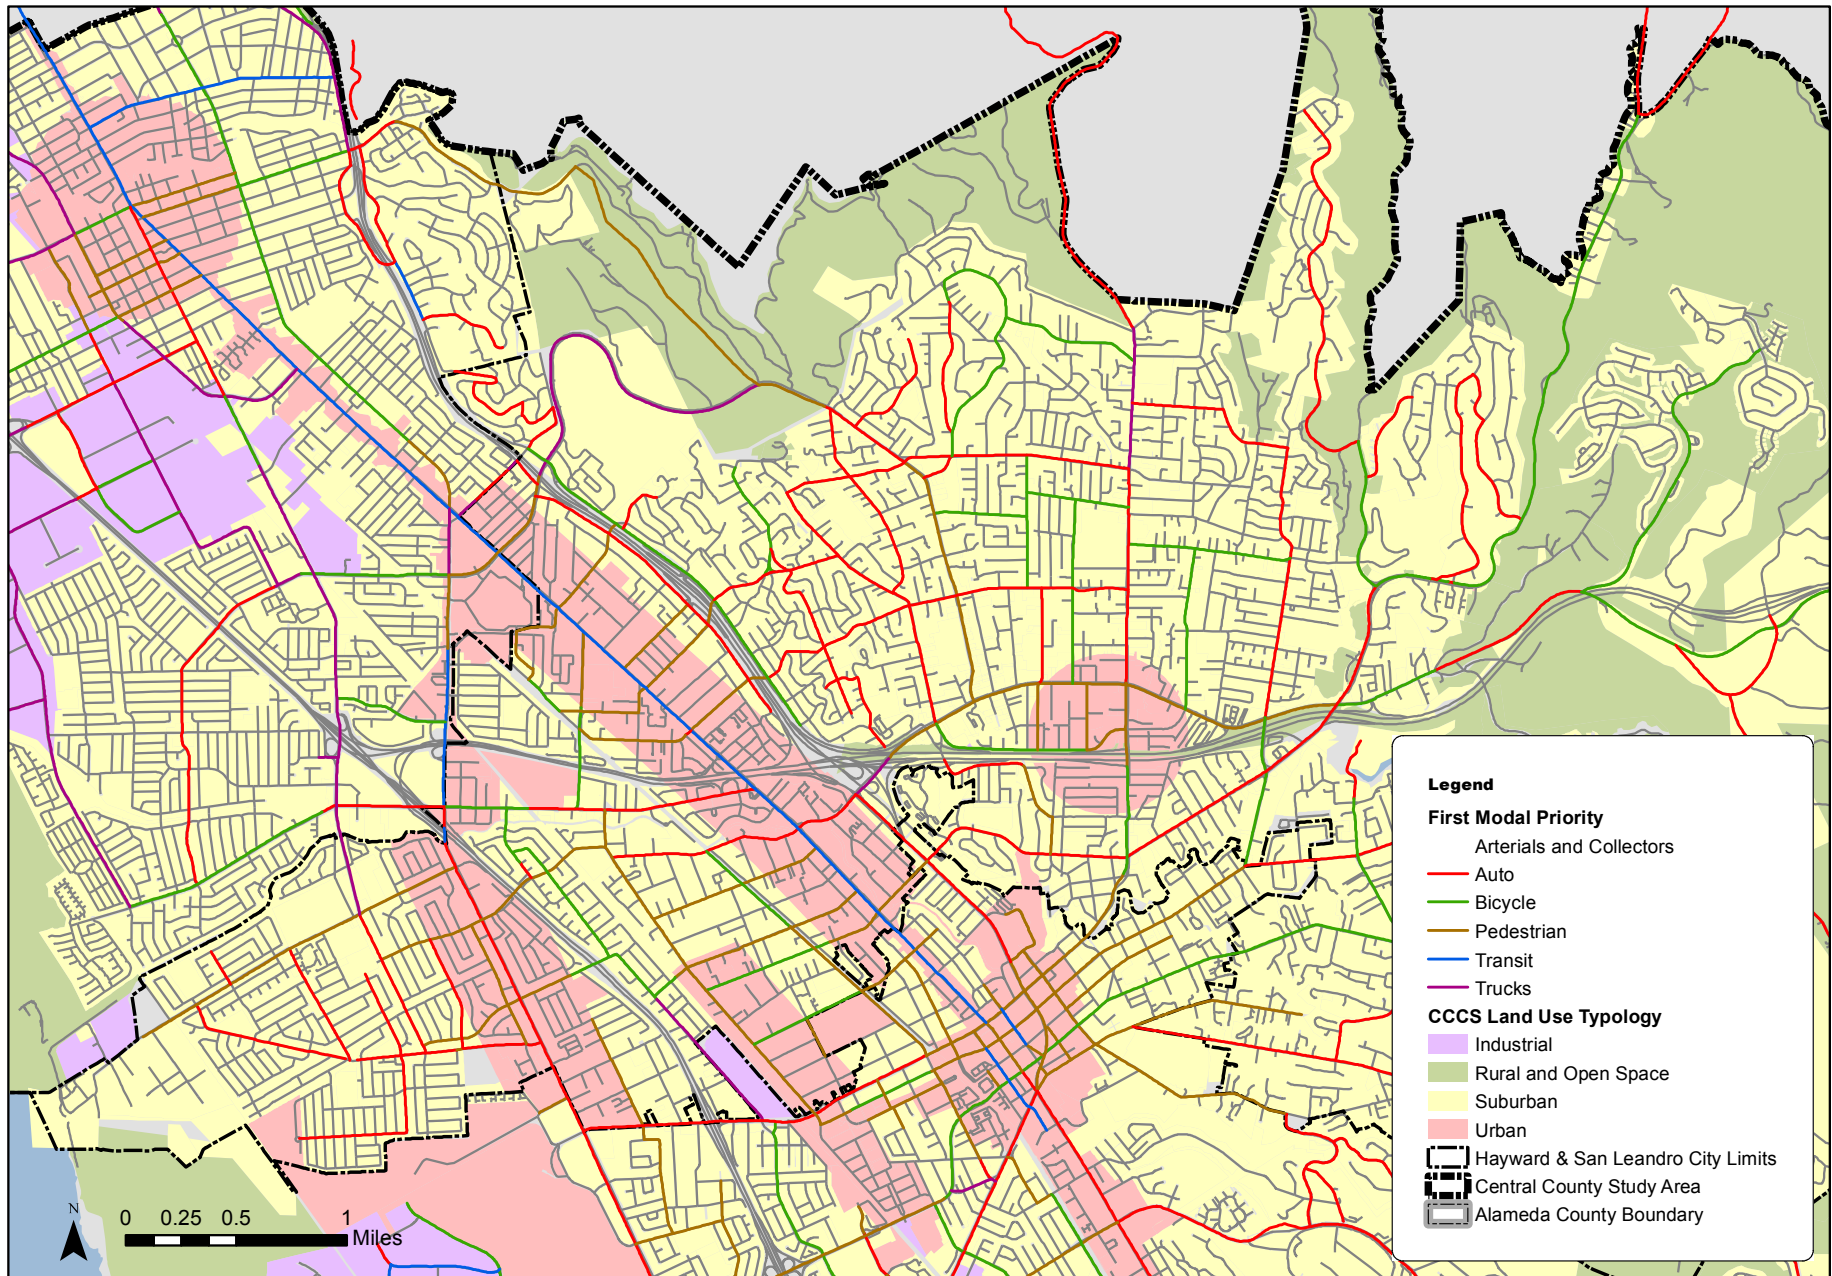 Legend
First Modal Priority
Arterials and Collectors
Auto
Bicycle
Pedestrian
Transit
Trucks
CCCS Land Use Typology
Industrial
Rural and Open Space
Suburban
Urban
Hayward & San Leandro City Limits
Central County Study Area
Alameda County Boundary
N
0 0.25 0.5 1
Miles